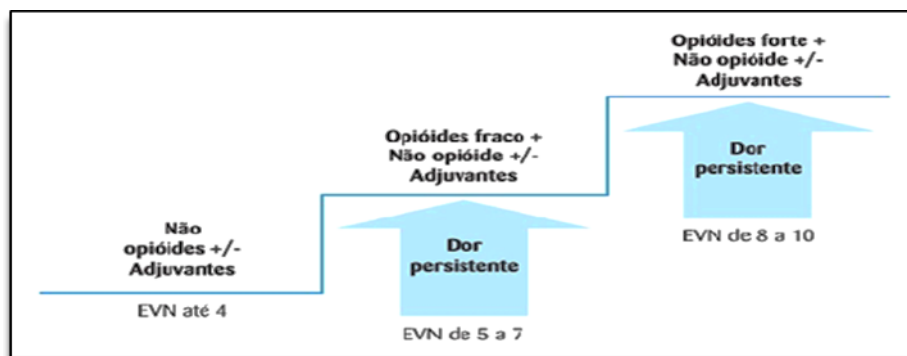 Não
opióides +/-
Adjuvantes
EVN até 4
Opióides fraco +
Não opióide +/-
Adjuvantes
Dor
persistente
EVN de 5 a 7
Opióides forte +
Não opióide +/-
Adjuvantes
Dor
persistente
EVN de 8 a 10